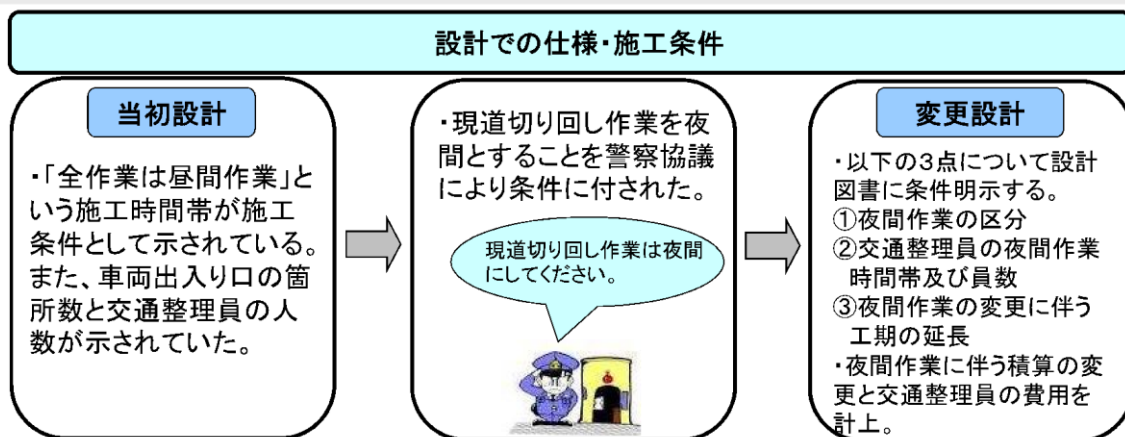 設計での仕様・施工条件
当初設計
・「全作業は昼間作業」と
いう施工時間帯が施工
条件として示されている。
また、車両出入り口の箇
所数と交通整理員の人
数が示されていた。
・現道切り回し作業を夜
間とすることを警察協議
により条件に付された。
現道切り回し作業は夜間
にしてください。
変更設計
・以下の3点について設計
図書に条件明示する。
①夜間作業の区分
②交通整理員の夜間作業
時間帯及び員数
③夜間作業の変更に伴う
工期の延長
・夜間作業に伴う積算の変
更と交通整理員の費用を
計上。